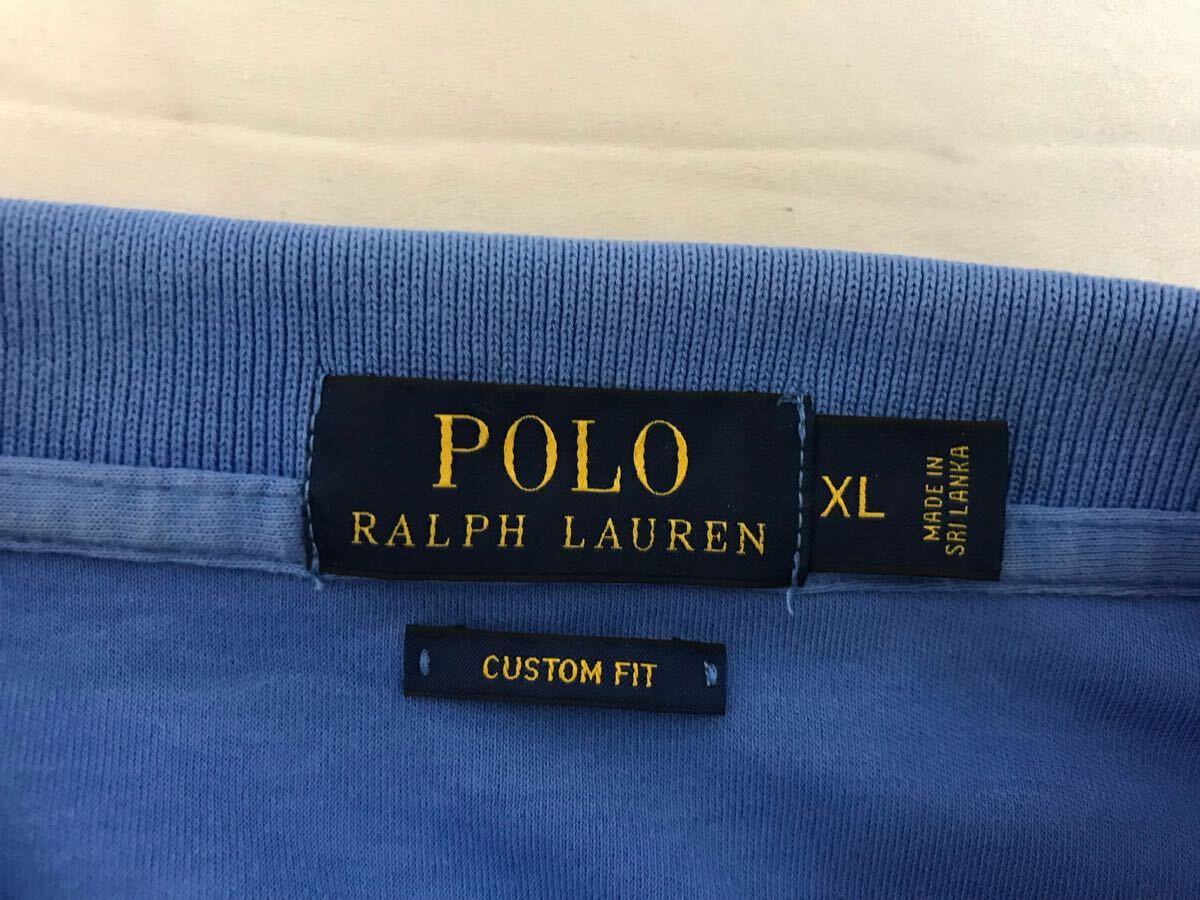 POLO
RALPH LAUREN
XL
MADE IN
SRI LANKA
CUSTOM FIT